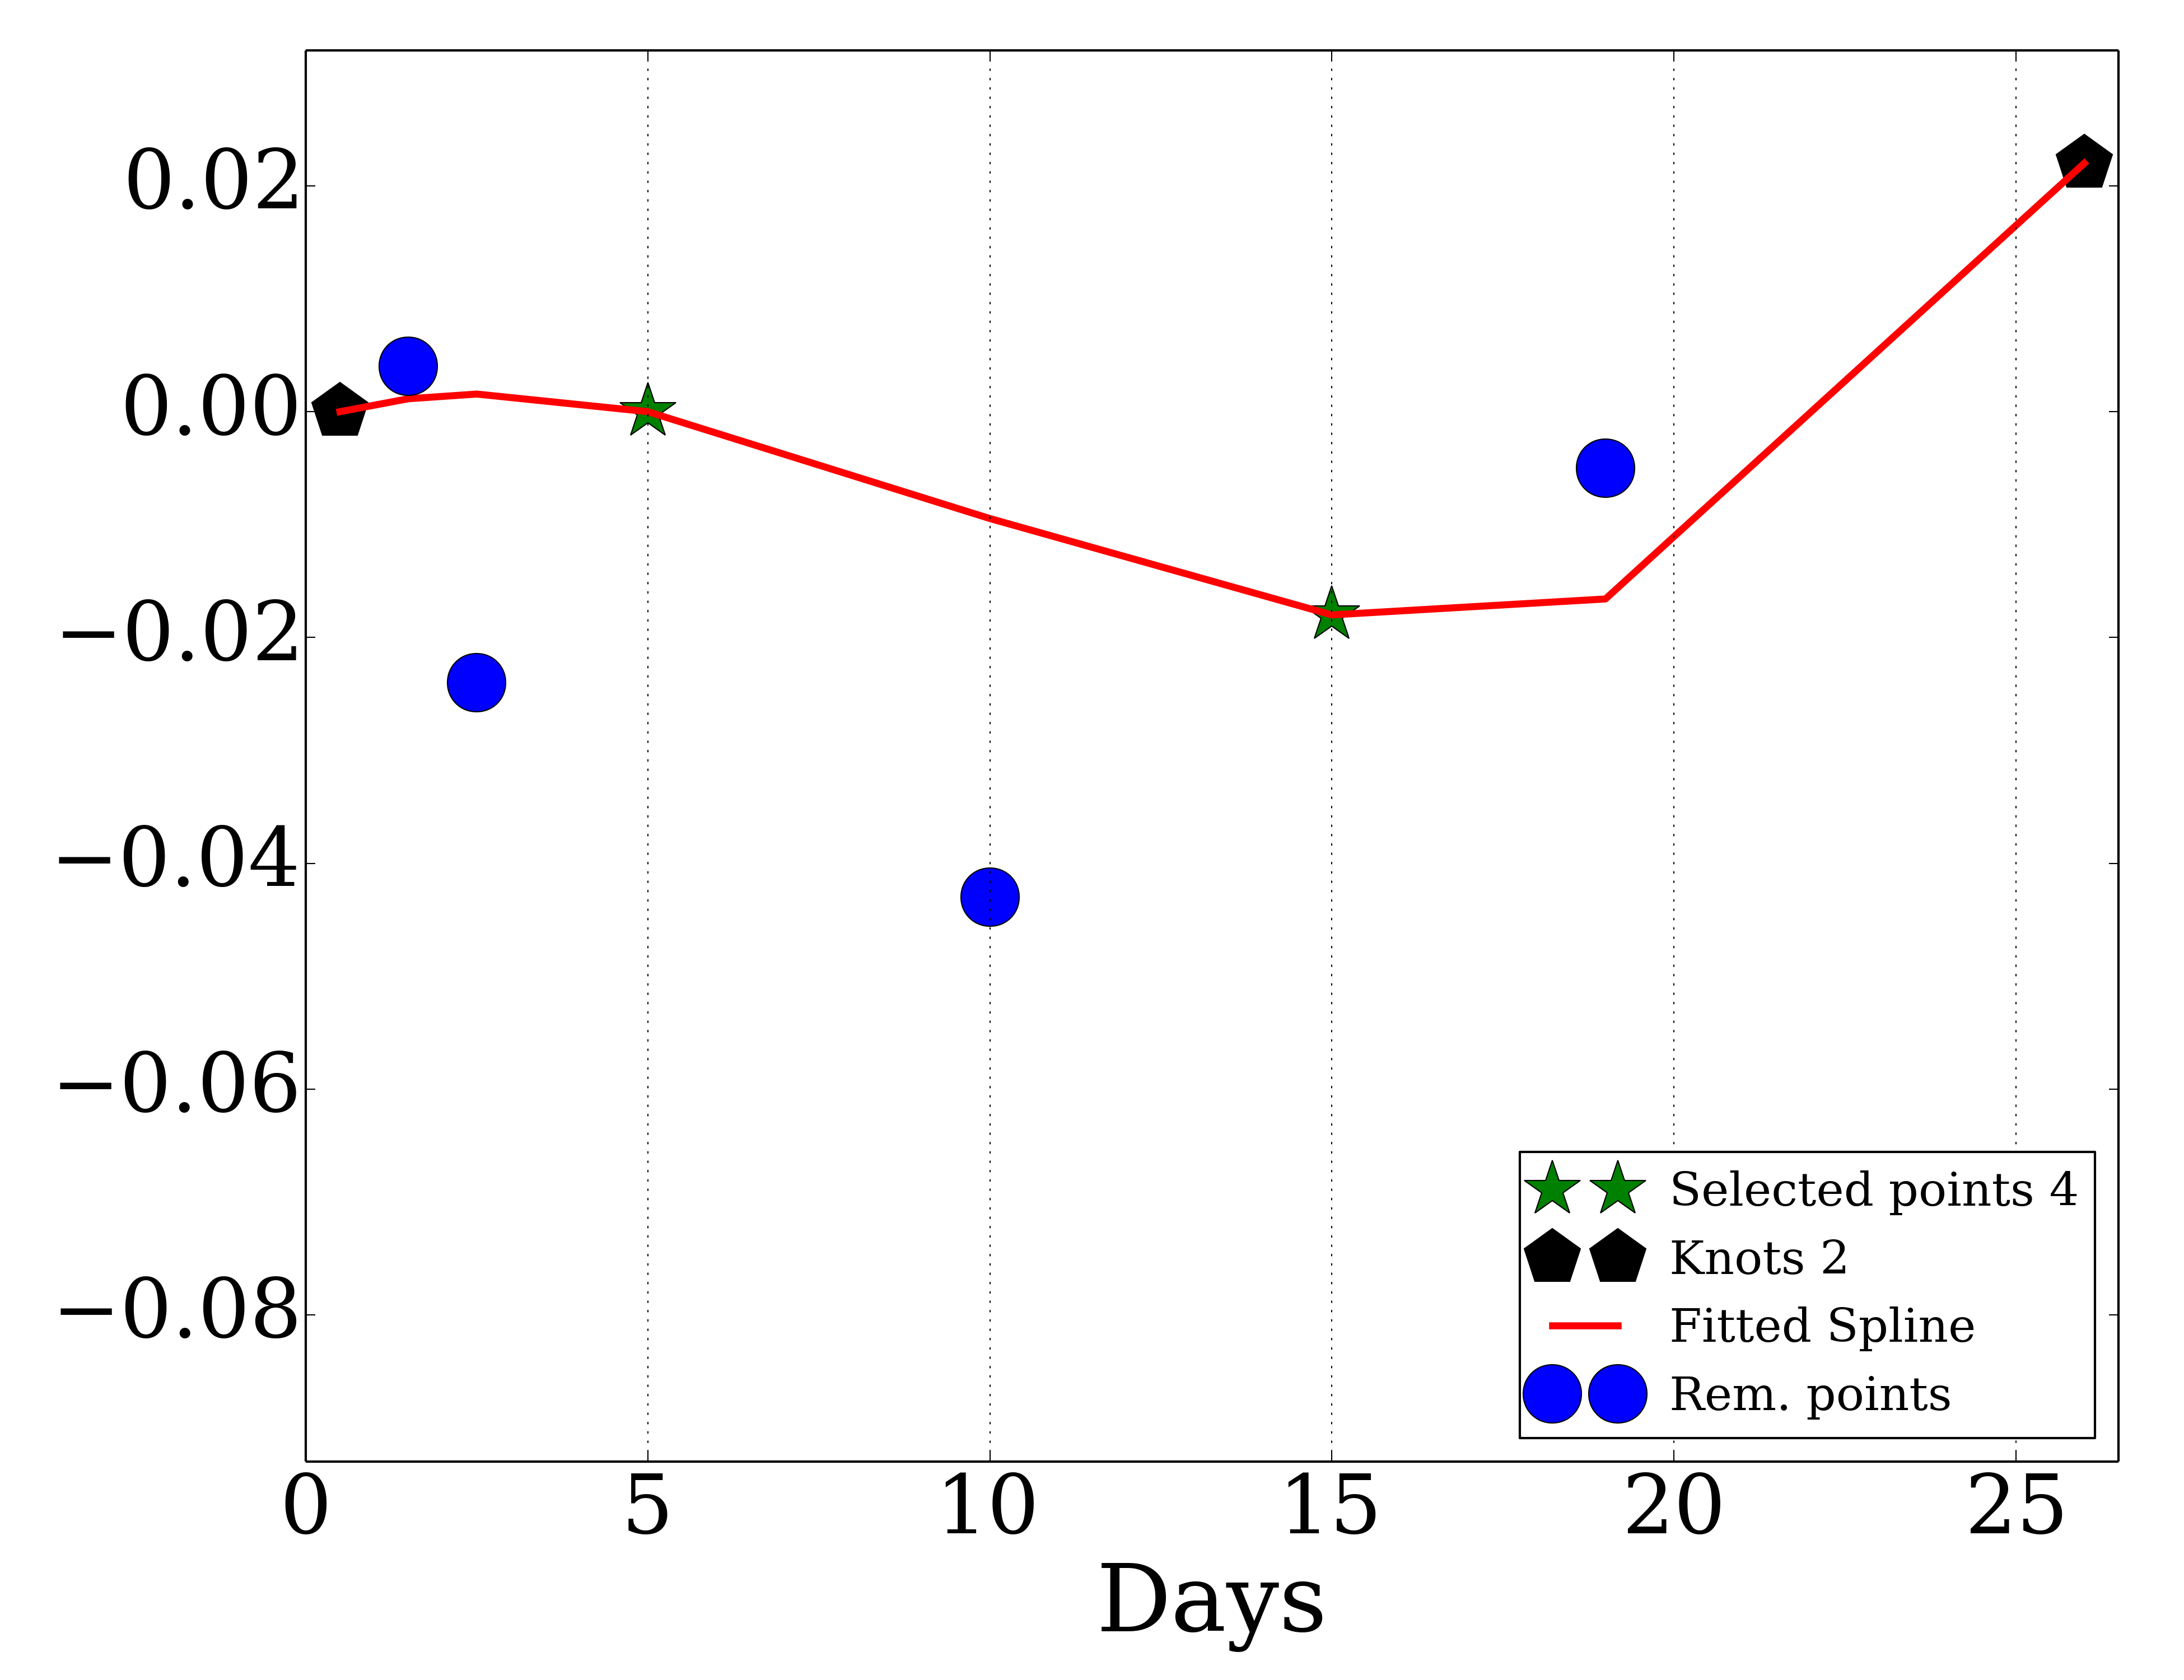 0.02
0.00
−0.02
−0.04
−0.06
−0.08
Selected points 4
Knots 2
Fitted Spline
Rem. points
0 5 10 15 20 25
Days